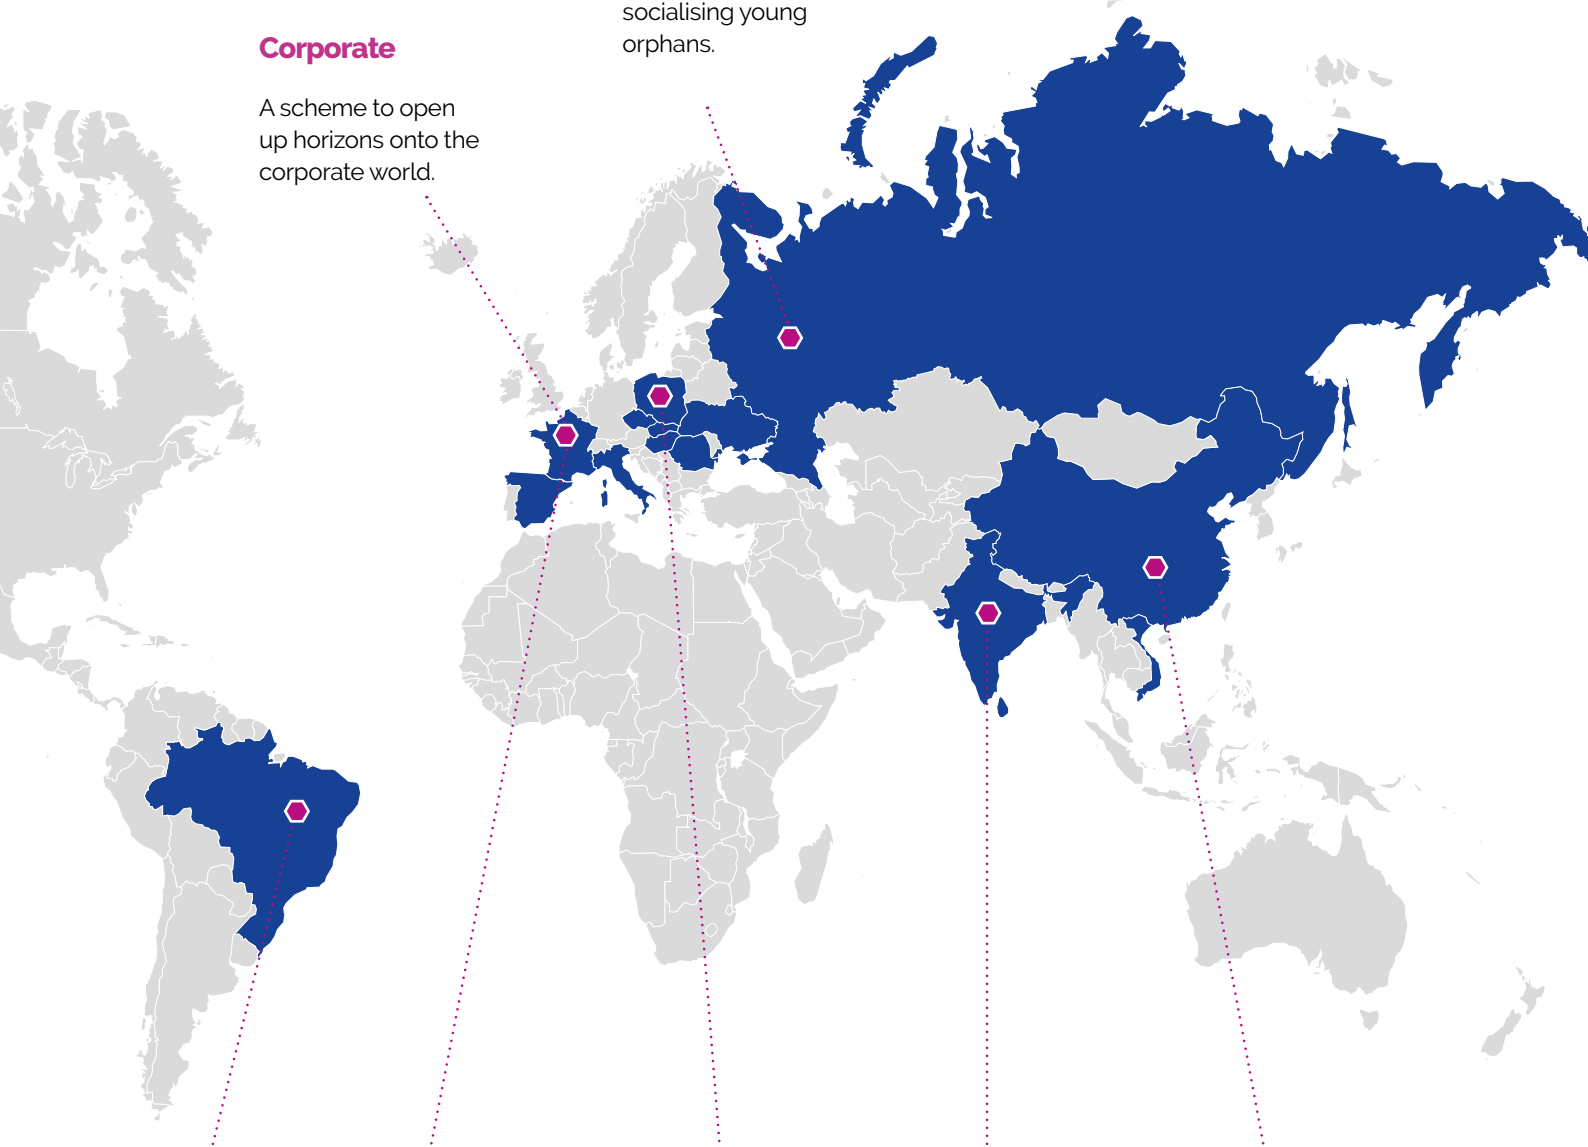 socialising young
orphans.
Corporate
A scheme to open
up horizons onto the
corporate world.